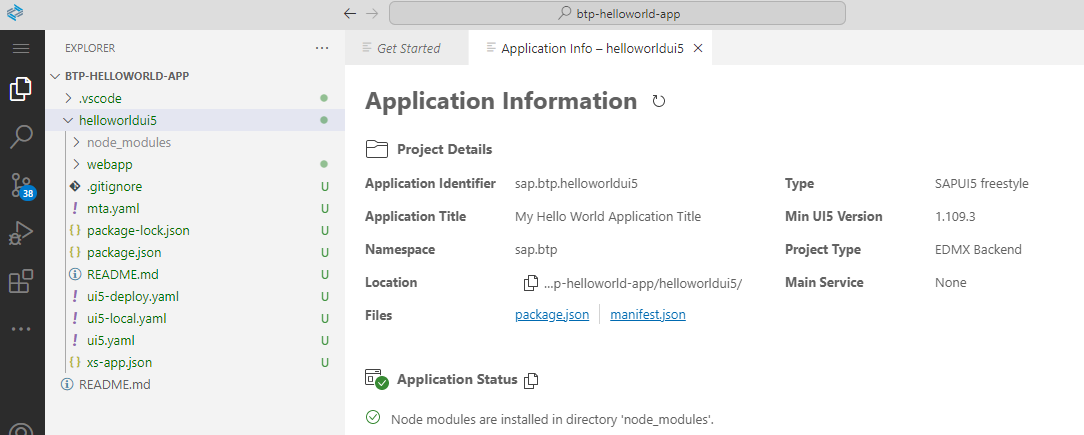 btp-helloworld-app
EXPLORER
BTP-HELLOWORLD-APP
.vscode
helloworldui5
node_modules
webapp
.gitignore U
mta.yaml U
package-lock.json U
package.json U
README.md U
ui5-deploy.yaml U
ui5-local.yaml U
ui5.yaml U
xs-app.json U
README.md
38
Get Started
Application Info – helloworldui5
Application Information
Project Details
Application Identifier sap.btp.helloworldui5 Type SAPUI5 freestyle
Application Title My Hello World Application Title Min UI5 Version 1.109.3
Namespace sap.btp Project Type EDMX Backend
Location ...p-helloworld-app/helloworldui5/ Main Service None
Files package.json manifest.json
Application Status
Node modules are installed in directory 'node_modules'.